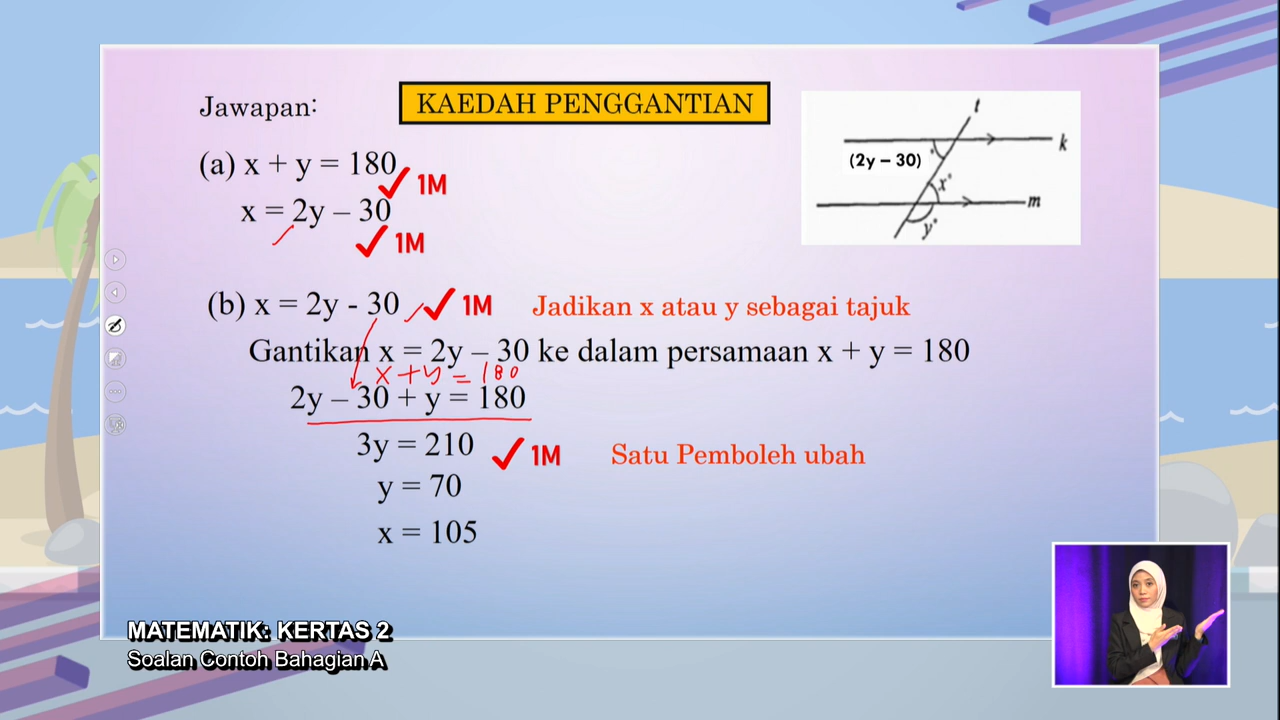 Jawapan:
KAEDAH PENGGANTIAN
(a) x + y = 180
1M
x = 2y – 30
1M
t
k
(2y – 30)
x°
m
y°
(b) x = 2y - 30
1M
Jadikan x atau y sebagai tajuk
Gantikan x = 2y – 30 ke dalam persamaan x + y = 180
x + y = 180
2y – 30 + y = 180
3y = 210
1M
Satu Pemboleh ubah
y = 70
x = 105
MATEMATIK: KERTAS 2
Soalan Contoh Bahagian A